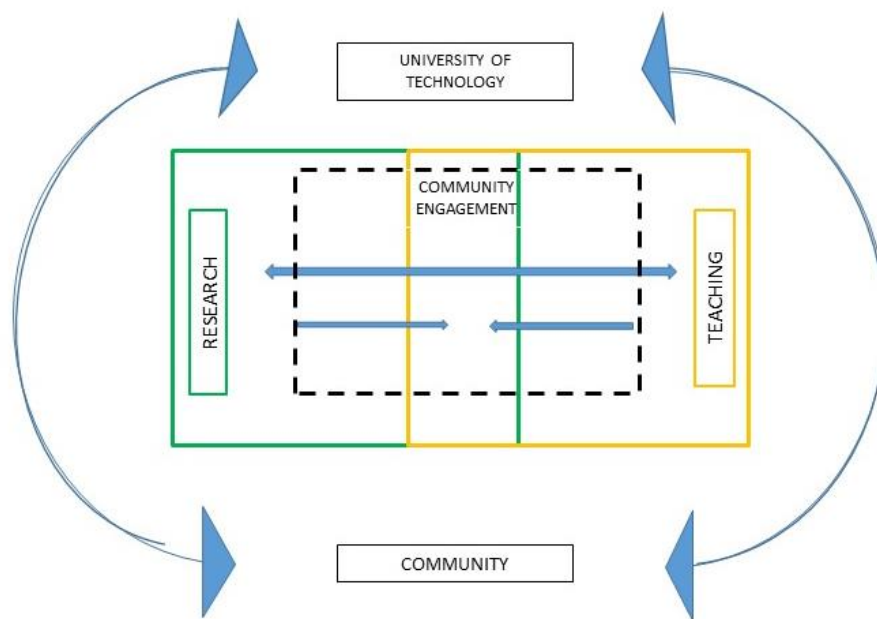 UNIVERSITY OF
TECHNOLOGY
COMMUNITY
ENGAGEMENT
RESEARCH
TEACHING
COMMUNITY